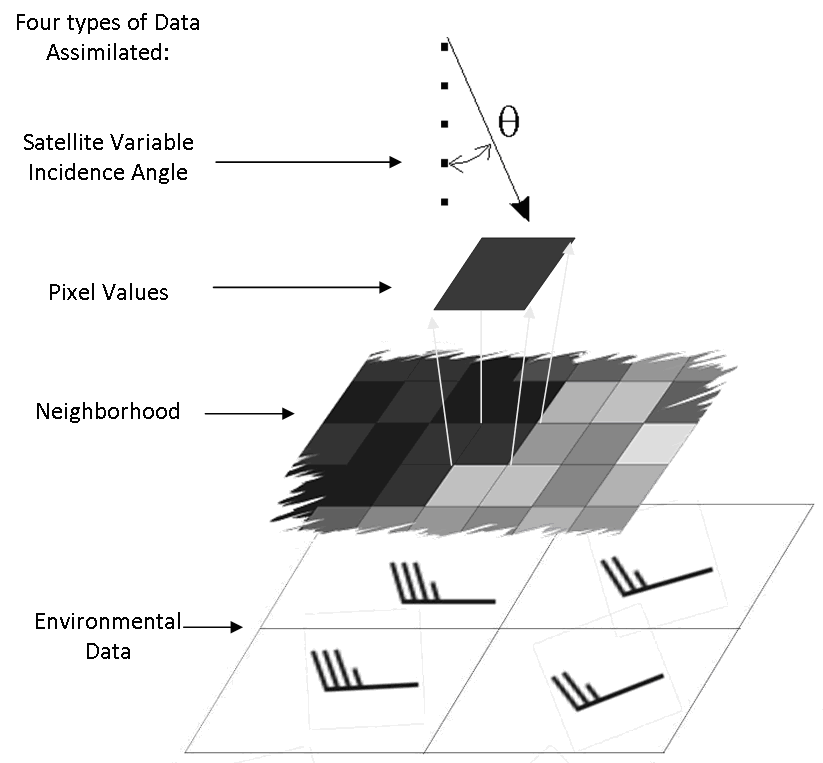 Four types of Data
Assimilated:
θ
Satellite Variable
Incidence Angle
Pixel Values
Neighborhood
Environmental
Data